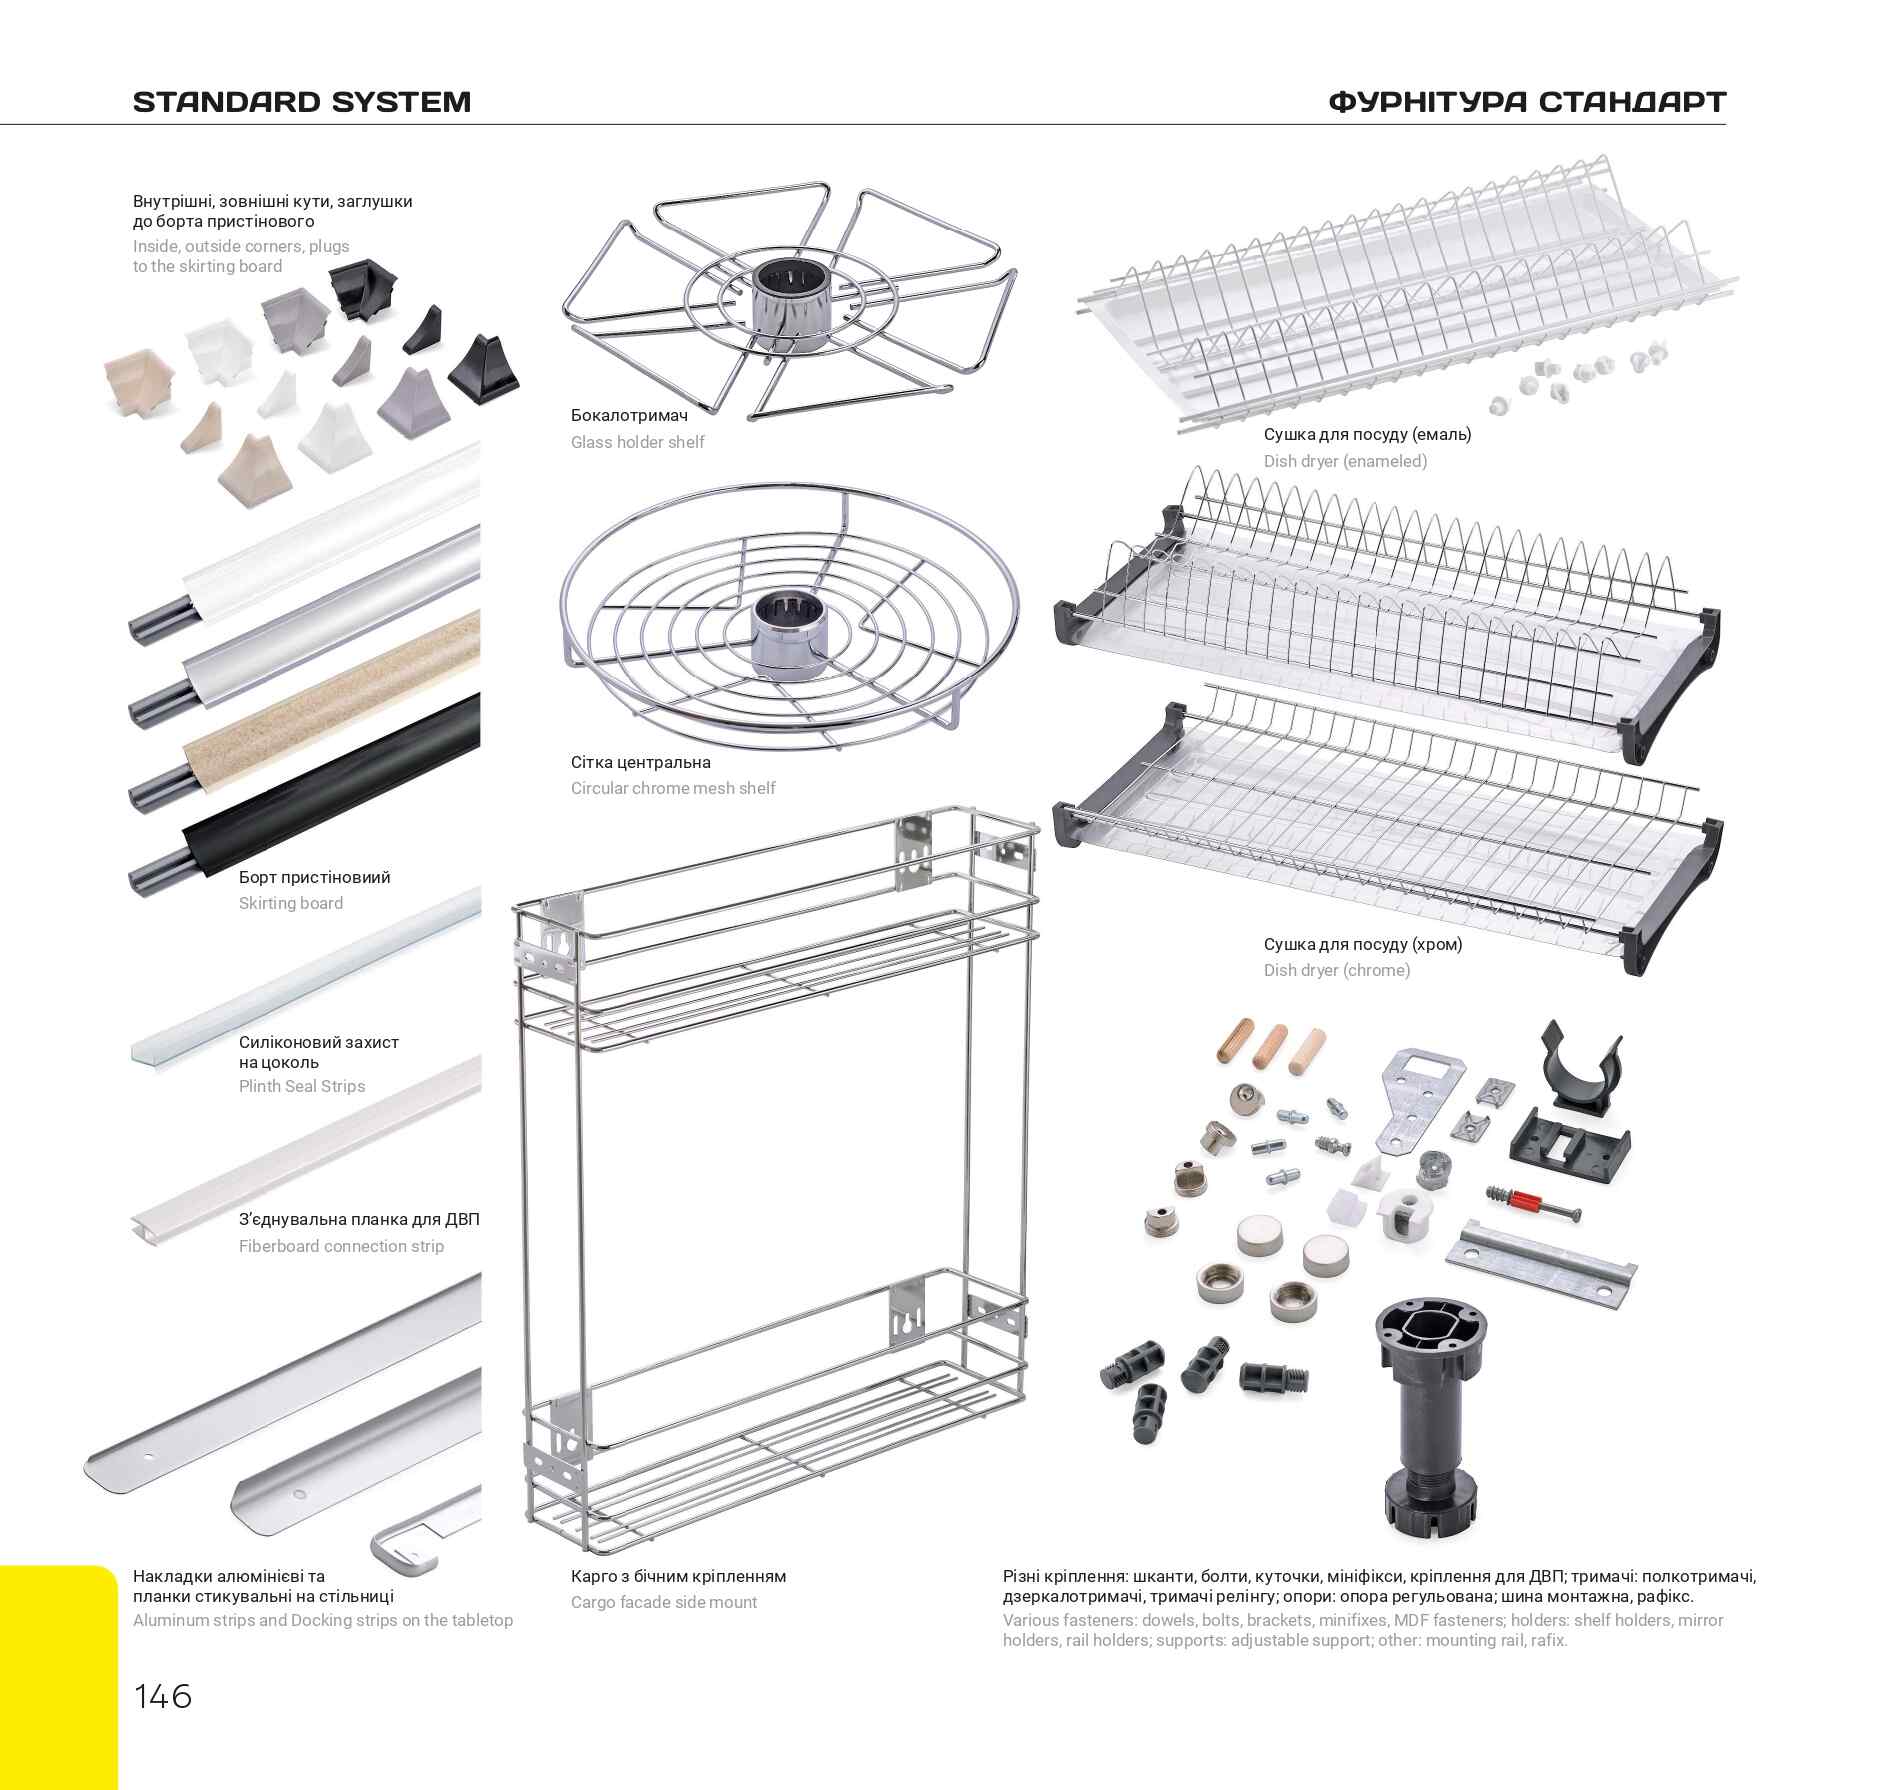 STANDARD SYSTEM
ФУРНІТУРА СТАНДАРТ
Внутрішні, зовнішні кути, заглушки
до борта пристінового
Inside, outside corners, plugs
to the skirting board
Борт пристіновиий
Skirting board
Силіконовий захист
на цоколь
Plinth Seal Strips
З’єднувальна планка для ДВП
Fiberboard connection strip
Накладки алюмінієві та
планки стикувальні на стільниці
Aluminum strips and Docking strips on the tabletop
Бокалотримач
Glass holder shelf
Сітка центральна
Circular chrome mesh shelf
Карго з бічним кріпленням
Cargo facade side mount
Сушка для посуду (емаль)
Dish dryer (enameled)
Сушка для посуду (хром)
Dish dryer (chrome)
Різні кріплення: шканти, болти, куточки, мініфікси, кріплення для ДВП; тримачі: полкотримачі,
дзеркалотримачі, тримачі релінгу; опори: опора регульована; шина монтажна, рафікс.
Various fasteners: dowels, bolts, brackets, minifixes, MDF fasteners; holders: shelf holders, mirror
holders, rail holders; supports: adjustable support; other: mounting rail, rafix.
146